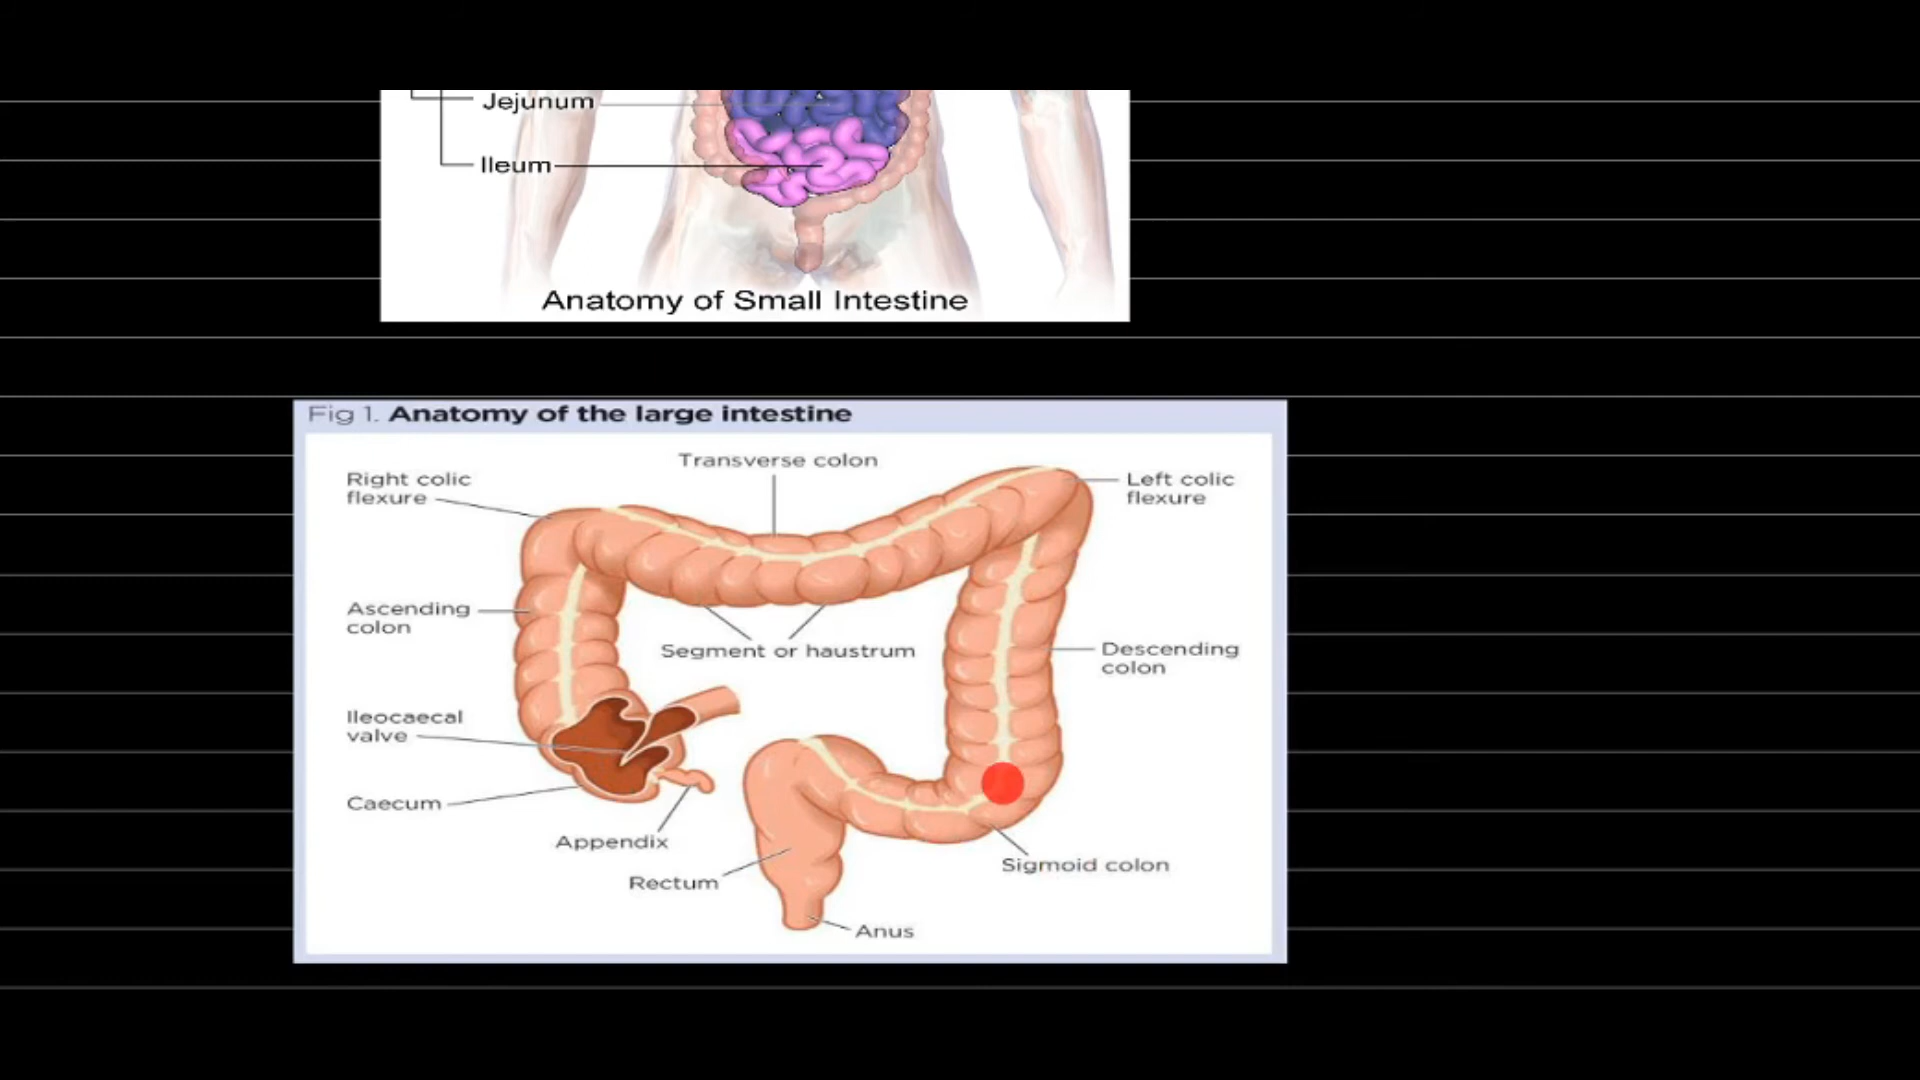 Jejunum
Ileum
Anatomy of Small Intestine
Fig 1. Anatomy of the large intestine
Transverse colon
Right colic
flexure
Left colic
flexure
Ascending
colon
Segment or haustrum
Descending
colon
Ileocaecal
valve
Caecum
Appendix
Rectum
Sigmoid colon
Anus